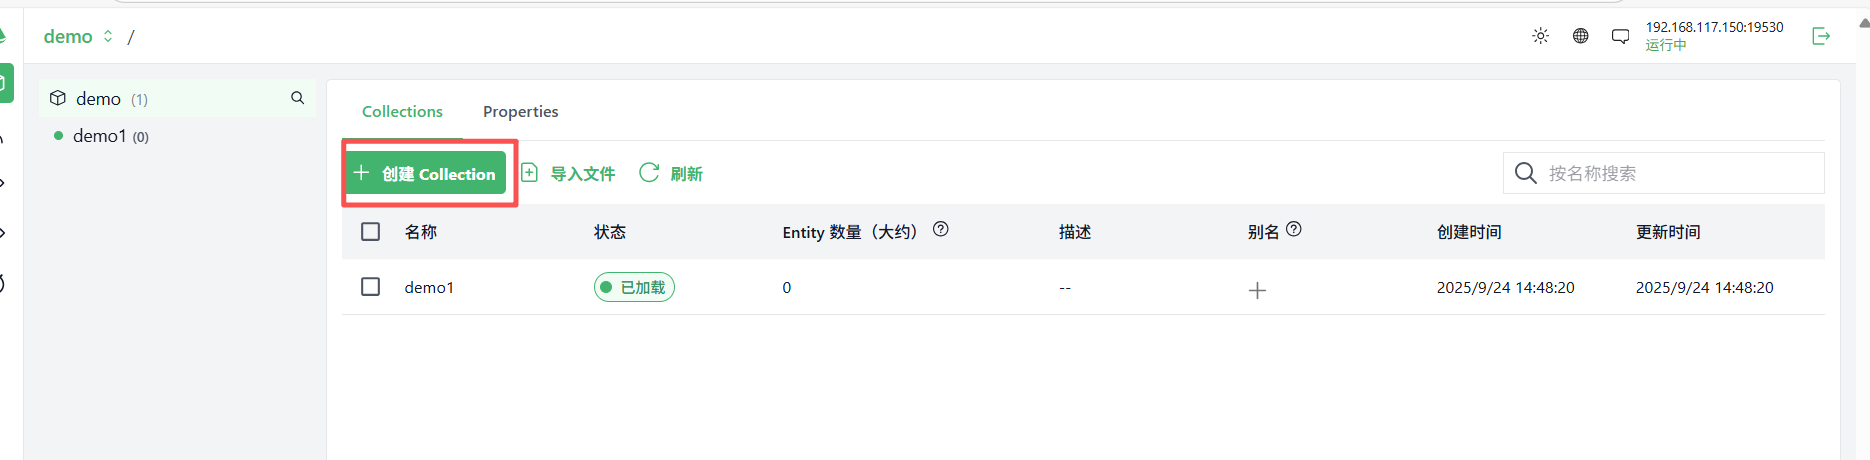 demo /
192.168.117.150:19530
运行中
demo (1)
demo1 (0)
Collections Properties
创建 Collection 导入文件 刷新 按名称搜索
名称 状态 Entity 数量（大约） 描述 别名 创建时间 更新时间
demo1 已加载 0 -- 2025/9/24 14:48:20 2025/9/24 14:48:20